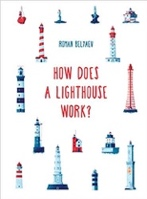 ROMAN BELYAEV
HOW DOES
A LIGHTHOUSE
WORK?